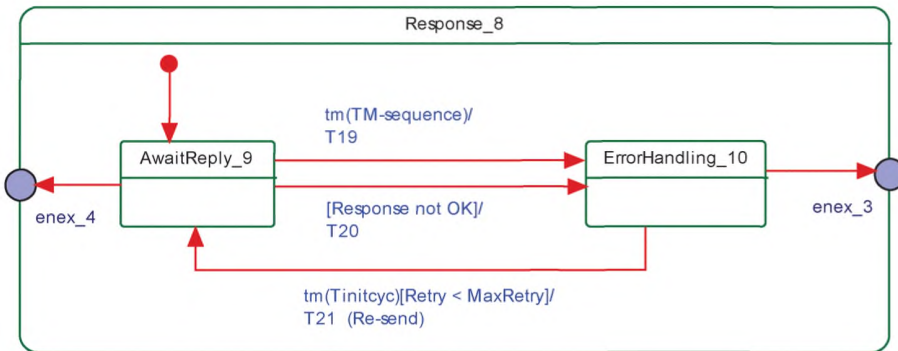 Response_8
tm(TM-sequence)/
T19
AwaitReply_9
ErrorHandling_10
enex_4
[Response not OK]/
T20
enex_3
tm(Tinitcyc)[Retry < MaxRetry]/
T21 (Re-send)